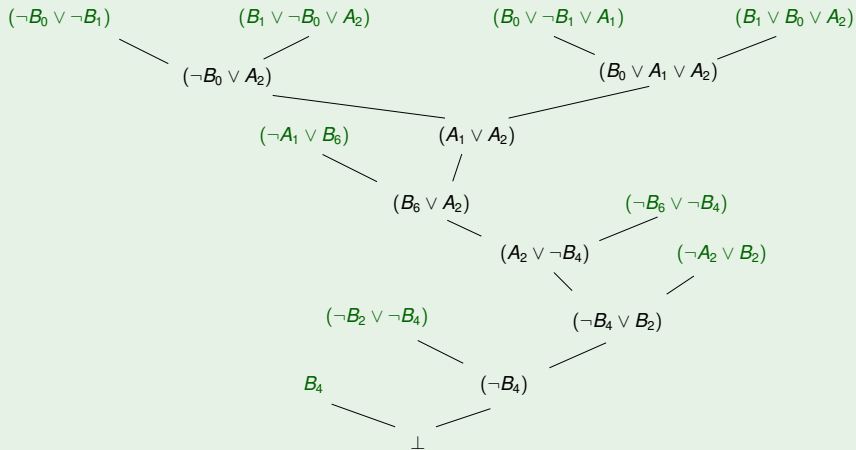 (¬B₀ ∨ ¬B₁) (B₁ ∨ ¬B₀ ∨ A₂) (B₀ ∨ ¬B₁ ∨ A₁) (B₁ ∨ B₀ ∨ A₂)
(¬B₀ ∨ A₂) (B₀ ∨ A₁ ∨ A₂)
(¬A₁ ∨ B₆) (A₁ ∨ A₂)
(B₆ ∨ A₂) (¬B₆ ∨ ¬B₄)
(A₂ ∨ ¬B₄) (¬A₂ ∨ B₂)
(¬B₂ ∨ ¬B₄) (¬B₄ ∨ B₂)
B₄ (¬B₄)
⊥